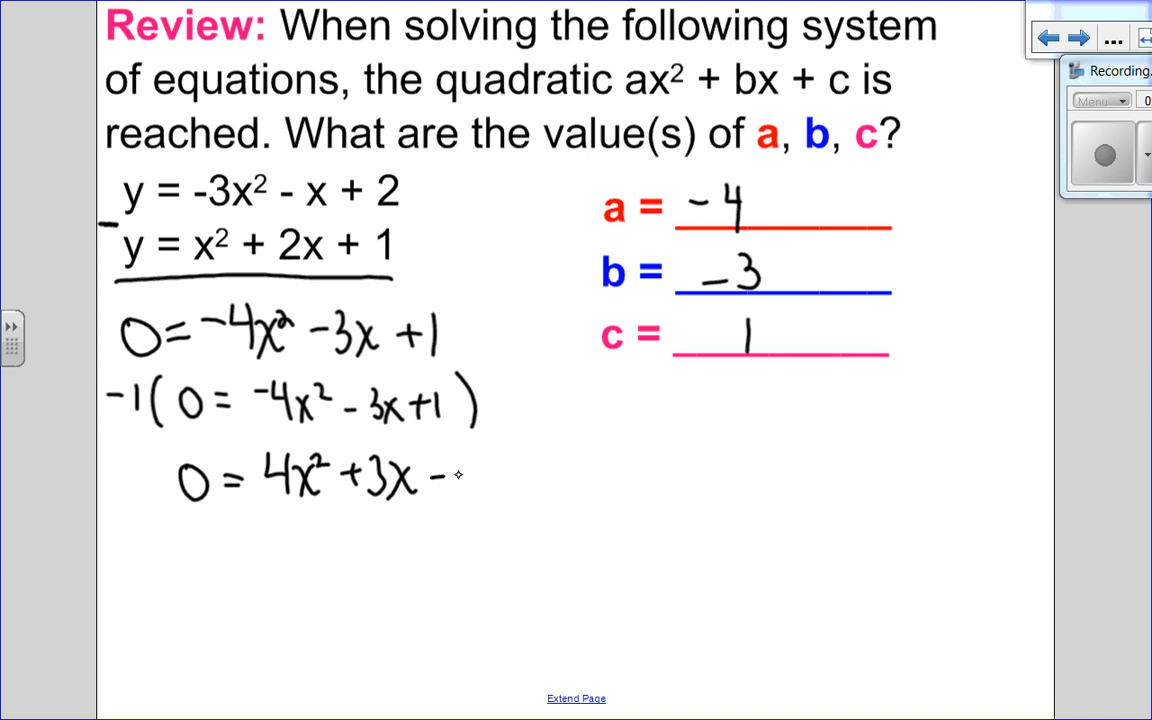 Review: When solving the following system
of equations, the quadratic ax² + bx + c is
reached. What are the value(s) of a, b, c?
y = -3x² - x + 2
- y = x² + 2x + 1
0 = -4x² - 3x + 1
-1( 0 = -4x² - 3x + 1 )
0 = 4x² + 3x -
a = -4
b = -3
c = 1
...
Recording.
Menu
0
Extend Page